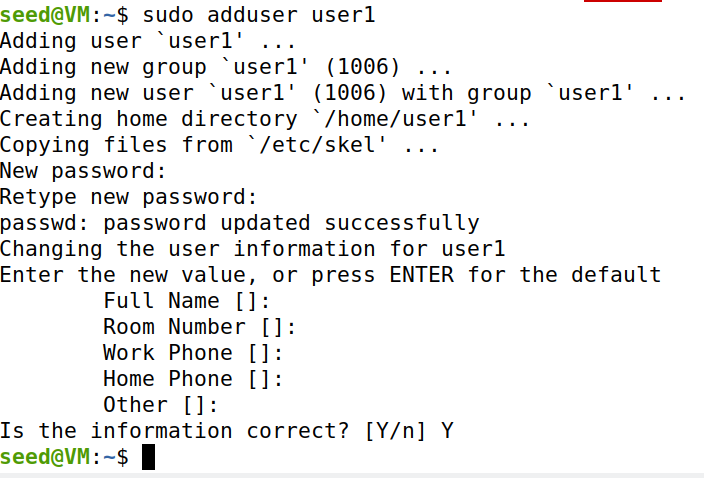 seed@VM:~$ sudo adduser user1
Adding user `user1' ...
Adding new group `user1' (1006) ...
Adding new user `user1' (1006) with group `user1' ...
Creating home directory `/home/user1' ...
Copying files from `/etc/skel' ...
New password:
Retype new password:
passwd: password updated successfully
Changing the user information for user1
Enter the new value, or press ENTER for the default
        Full Name []:
        Room Number []:
        Work Phone []:
        Home Phone []:
        Other []:
Is the information correct? [Y/n] Y
seed@VM:~$